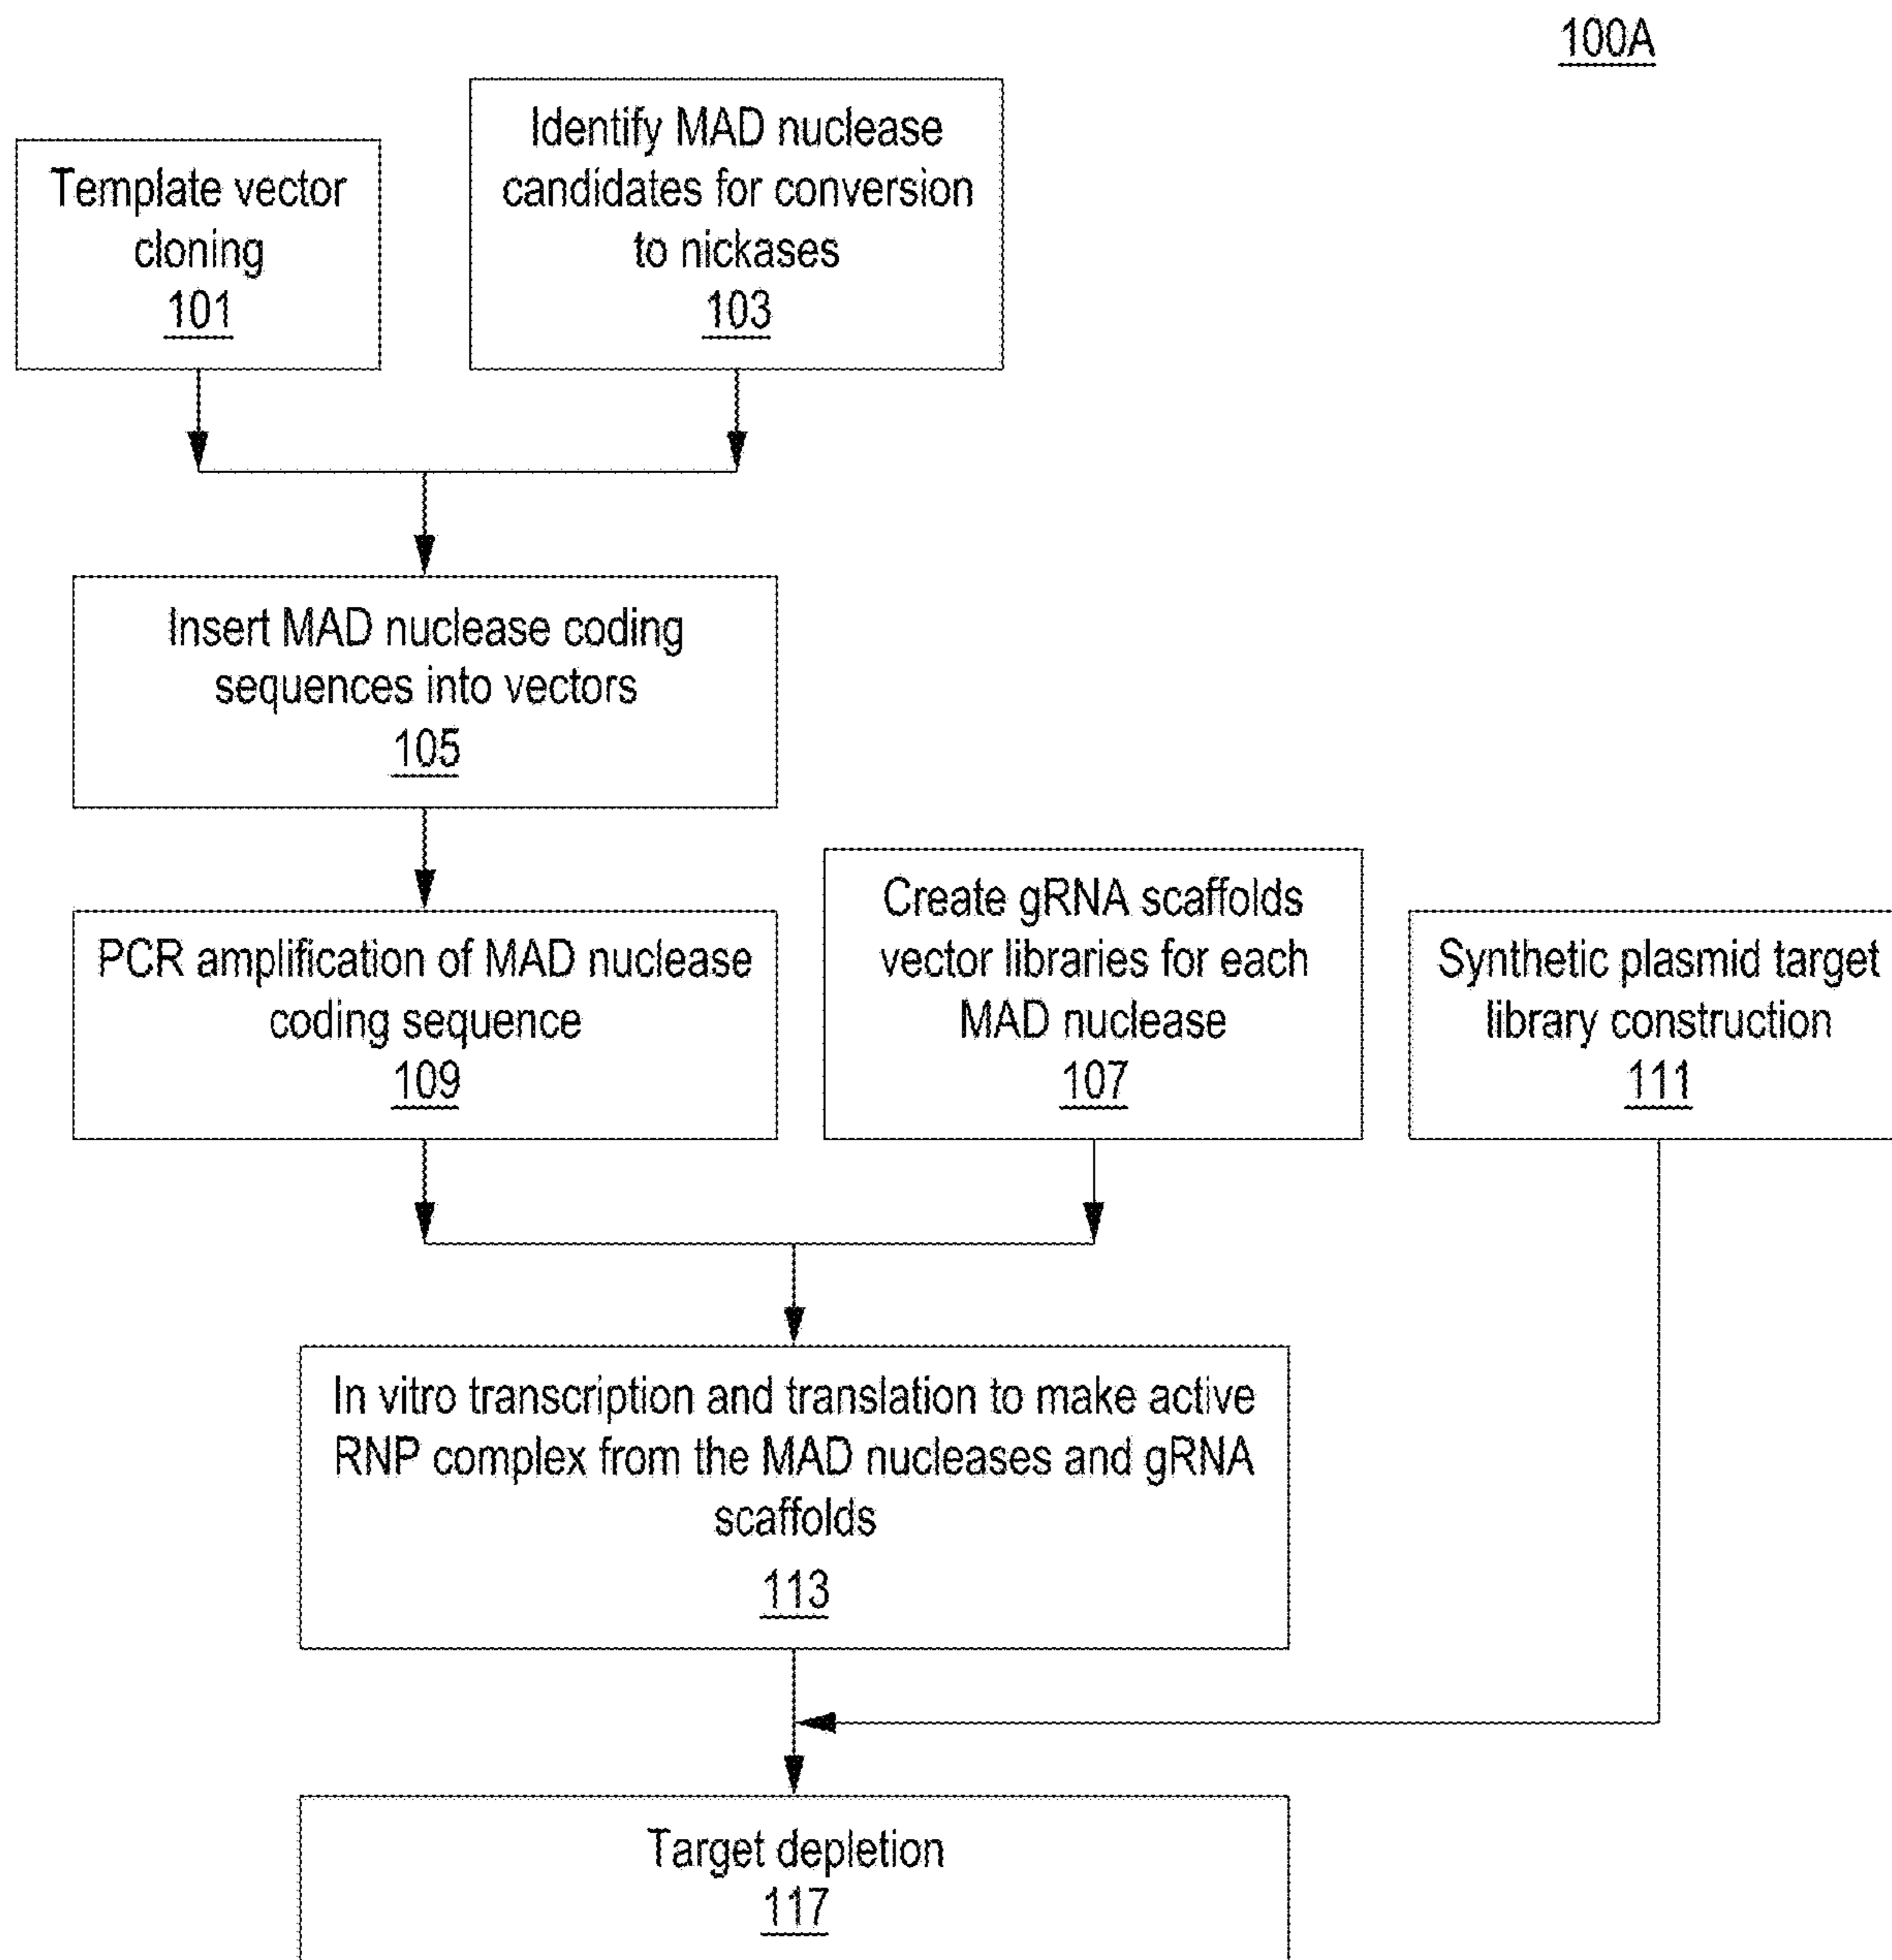 100A
Template vector
cloning
101
Identify MAD nuclease
candidates for conversion
to nickases
103
Insert MAD nuclease coding
sequences into vectors
105
PCR amplification of MAD nuclease
coding sequence
109
Create gRNA scaffolds
vector libraries for each
MAD nuclease
107
Synthetic plasmid target
library construction
111
In vitro transcription and translation to make active
RNP complex from the MAD nucleases and gRNA
scaffolds
113
Target depletion
117